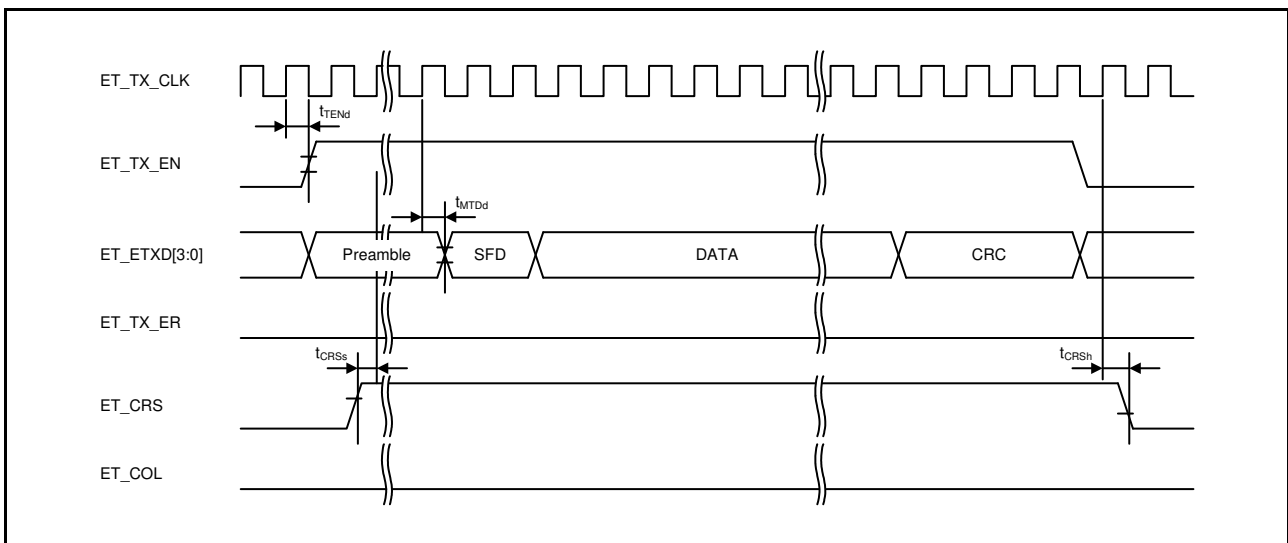 ET_TX_CLK
tTENd
ET_TX_EN
tMTDd
ET_ETXD[3:0]
Preamble
SFD
DATA
CRC
ET_TX_ER
tCRSs
tCRSh
ET_CRS
ET_COL